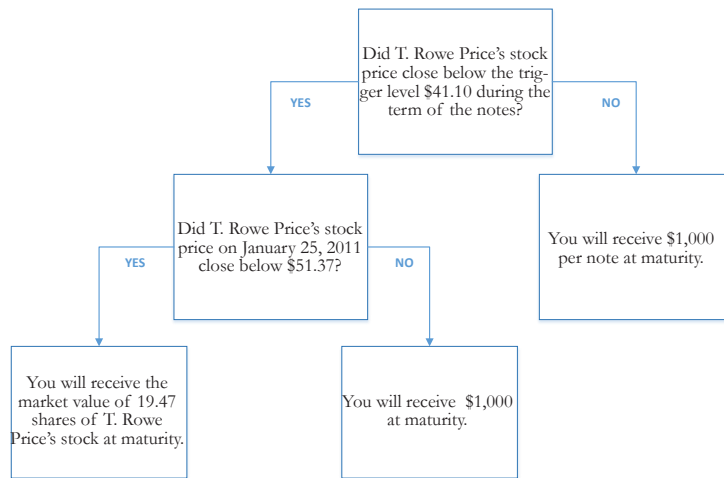 Did T. Rowe Price's stock
price close below the trig-
ger level $41.10 during the
term of the notes?
YES
NO
Did T. Rowe Price's stock
price on January 25, 2011
close below $51.37?
You will receive $1,000
per note at maturity.
YES
NO
You will receive the
market value of 19.47
shares of T. Rowe
Price's stock at maturity.
You will receive  $1,000
at maturity.